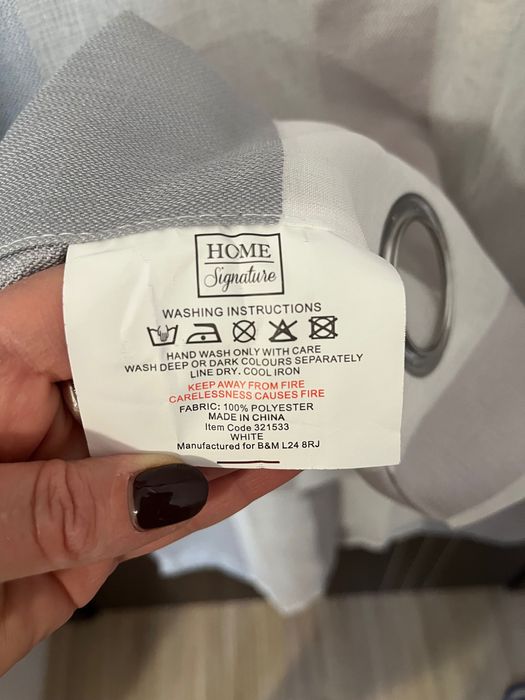 HOME
Signature
WASHING INSTRUCTIONS
HAND WASH ONLY WITH CARE
WASH DEEP OR DARK COLOURS SEPARATELY
LINE DRY. COOL IRON
KEEP AWAY FROM FIRE
CARELESSNESS CAUSES FIRE
FABRIC: 100% POLYESTER
MADE IN CHINA
Item Code 321533
WHITE
Manufactured for B&M L24 8RJ